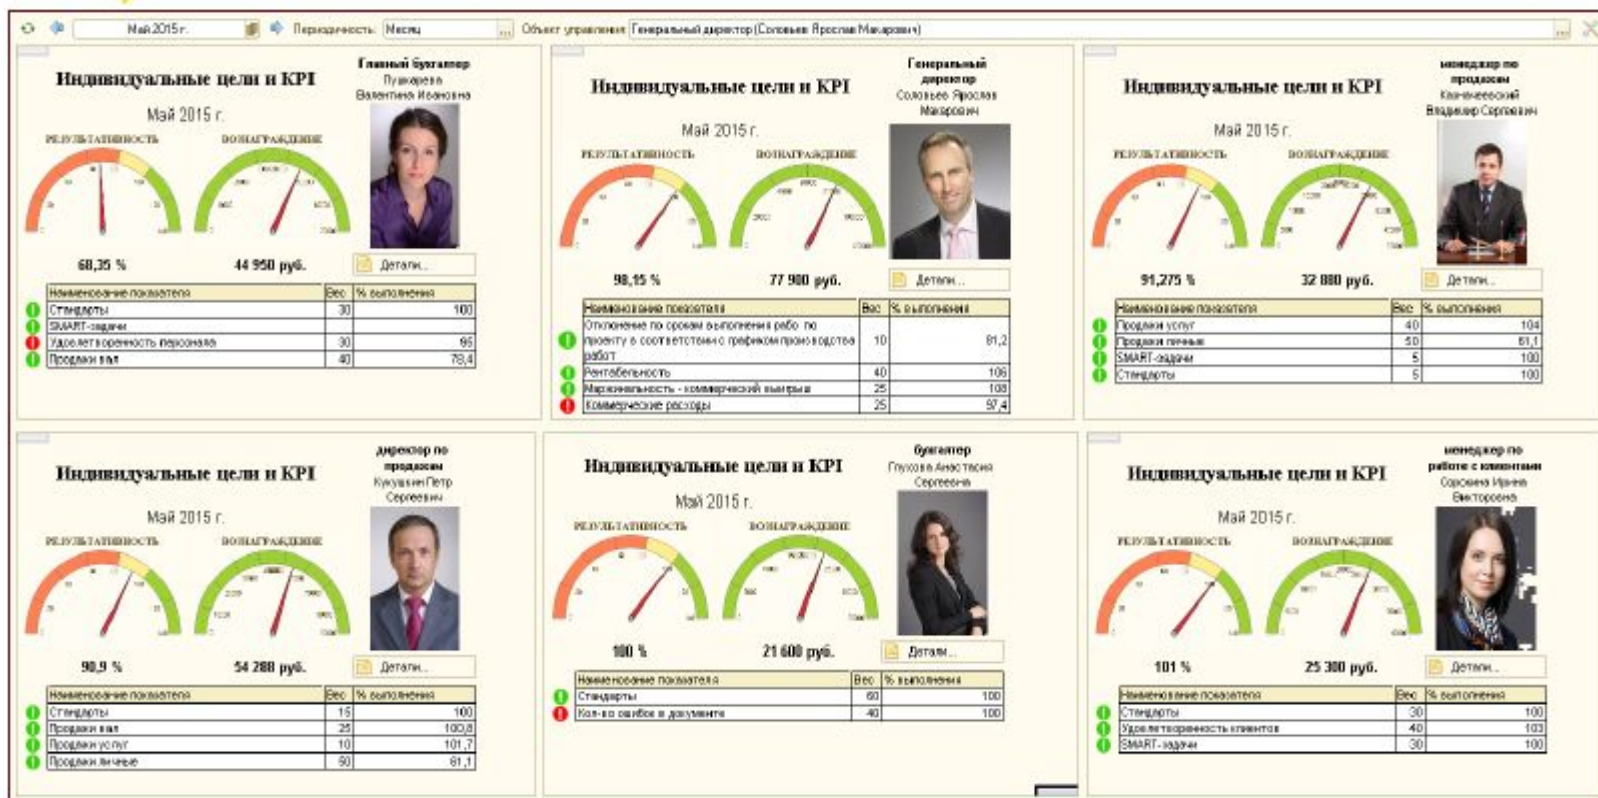 Май 2015 г. Периодичность: Месяц ... Объект управления: Генеральный директор (Соловьев Ярослав Макарович) ...
Индивидуальные цели и KPI
Главный бухгалтер
Пушкарева
Валентина Ивановна
Май 2015 г.
РЕЗУЛЬТАТИВНОСТЬ ВОЗНАГРАЖДЕНИЕ
68,35 % 44 950 руб. Детали...
Наименование показателя Вес % выполнения
Стандарты 30 100
SMART-задачи
Удовлетворенность персонала 30 95
Продажи вал 40 78,4
Индивидуальные цели и KPI
Генеральный
директор
Соловьев Ярослав
Макарович
Май 2015 г.
РЕЗУЛЬТАТИВНОСТЬ ВОЗНАГРАЖДЕНИЕ
98,15 % 77 900 руб. Детали...
Наименование показателя Вес % выполнения
Отклонение по срокам выполнения рабо по
проекту в соответствии с графиком производства 10 81,2
работ
Рентабельность 40 106
Маржинальность - коммерческий выигрыш 25 108
Коммерческие расходы 25 97,4
Индивидуальные цели и KPI
менеджер по
продажам
Казначеевский
Владимир Сергеевич
Май 2015 г.
РЕЗУЛЬТАТИВНОСТЬ ВОЗНАГРАЖДЕНИЕ
91,275 % 32 880 руб. Детали...
Наименование показателя Вес % выполнения
Продажи услуг 40 104
Продажи личные 50 81,1
SMART-задачи 5 100
Стандарты 5 100
Индивидуальные цели и KPI
директор по
продажам
Кукушкин Петр
Сергеевич
Май 2015 г.
РЕЗУЛЬТАТИВНОСТЬ ВОЗНАГРАЖДЕНИЕ
90,9 % 54 288 руб. Детали...
Наименование показателя Вес % выполнения
Стандарты 15 100
Продажи вал 25 100,8
Продажи услуг 10 101,7
Продажи личные 50 81,1
Индивидуальные цели и KPI
бухгалтер
Глухова Анастасия
Сергеевна
Май 2015 г.
РЕЗУЛЬТАТИВНОСТЬ ВОЗНАГРАЖДЕНИЕ
100 % 21 600 руб. Детали...
Наименование показателя Вес % выполнения
Стандарты 60 100
Кол-во ошибок в документе 40 100
Индивидуальные цели и KPI
менеджер по
работе с клиентами
Сорокина Ирина
Викторовна
Май 2015 г.
РЕЗУЛЬТАТИВНОСТЬ ВОЗНАГРАЖДЕНИЕ
101 % 25 300 руб. Детали...
Наименование показателя Вес % выполнения
Стандарты 30 100
Удовлетворенность клиентов 40 103
SMART-задачи 30 100